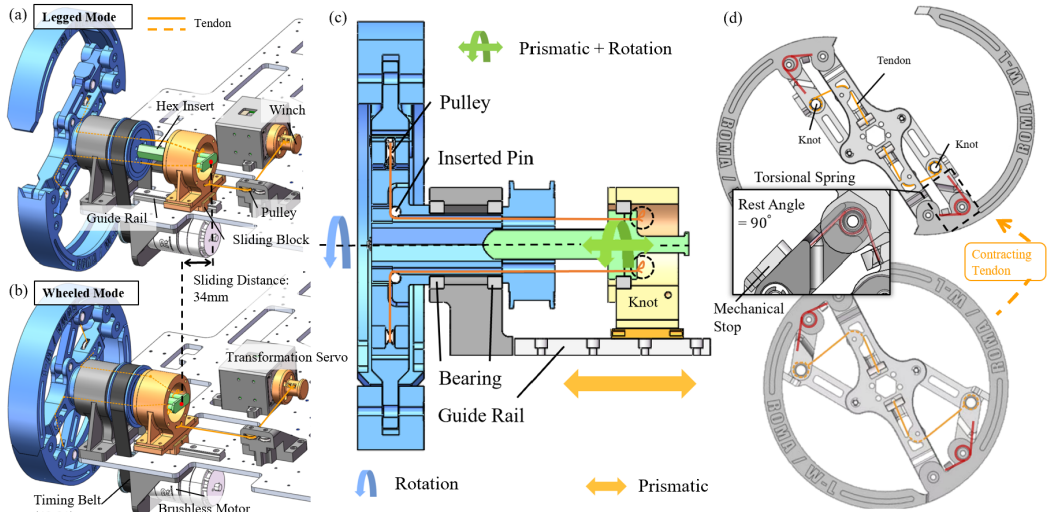 (a)
Legged Mode
Tendon
Hex Insert
Winch
Guide Rail
Pulley
Sliding Block
Sliding Distance:
34mm
(b)
Wheeled Mode
Transformation Servo
Timing Belt
Brushless Motor
(c)
Prismatic + Rotation
Pulley
Inserted Pin
Knot
Bearing
Guide Rail
Rotation
Prismatic
(d)
Tendon
Knot
Knot
Torsional Spring
Rest Angle
= 90°
Mechanical
Stop
Contracting
Tendon
ROMA /
T-M / ROMA /
ROMA / T-M / ROMA / T-M